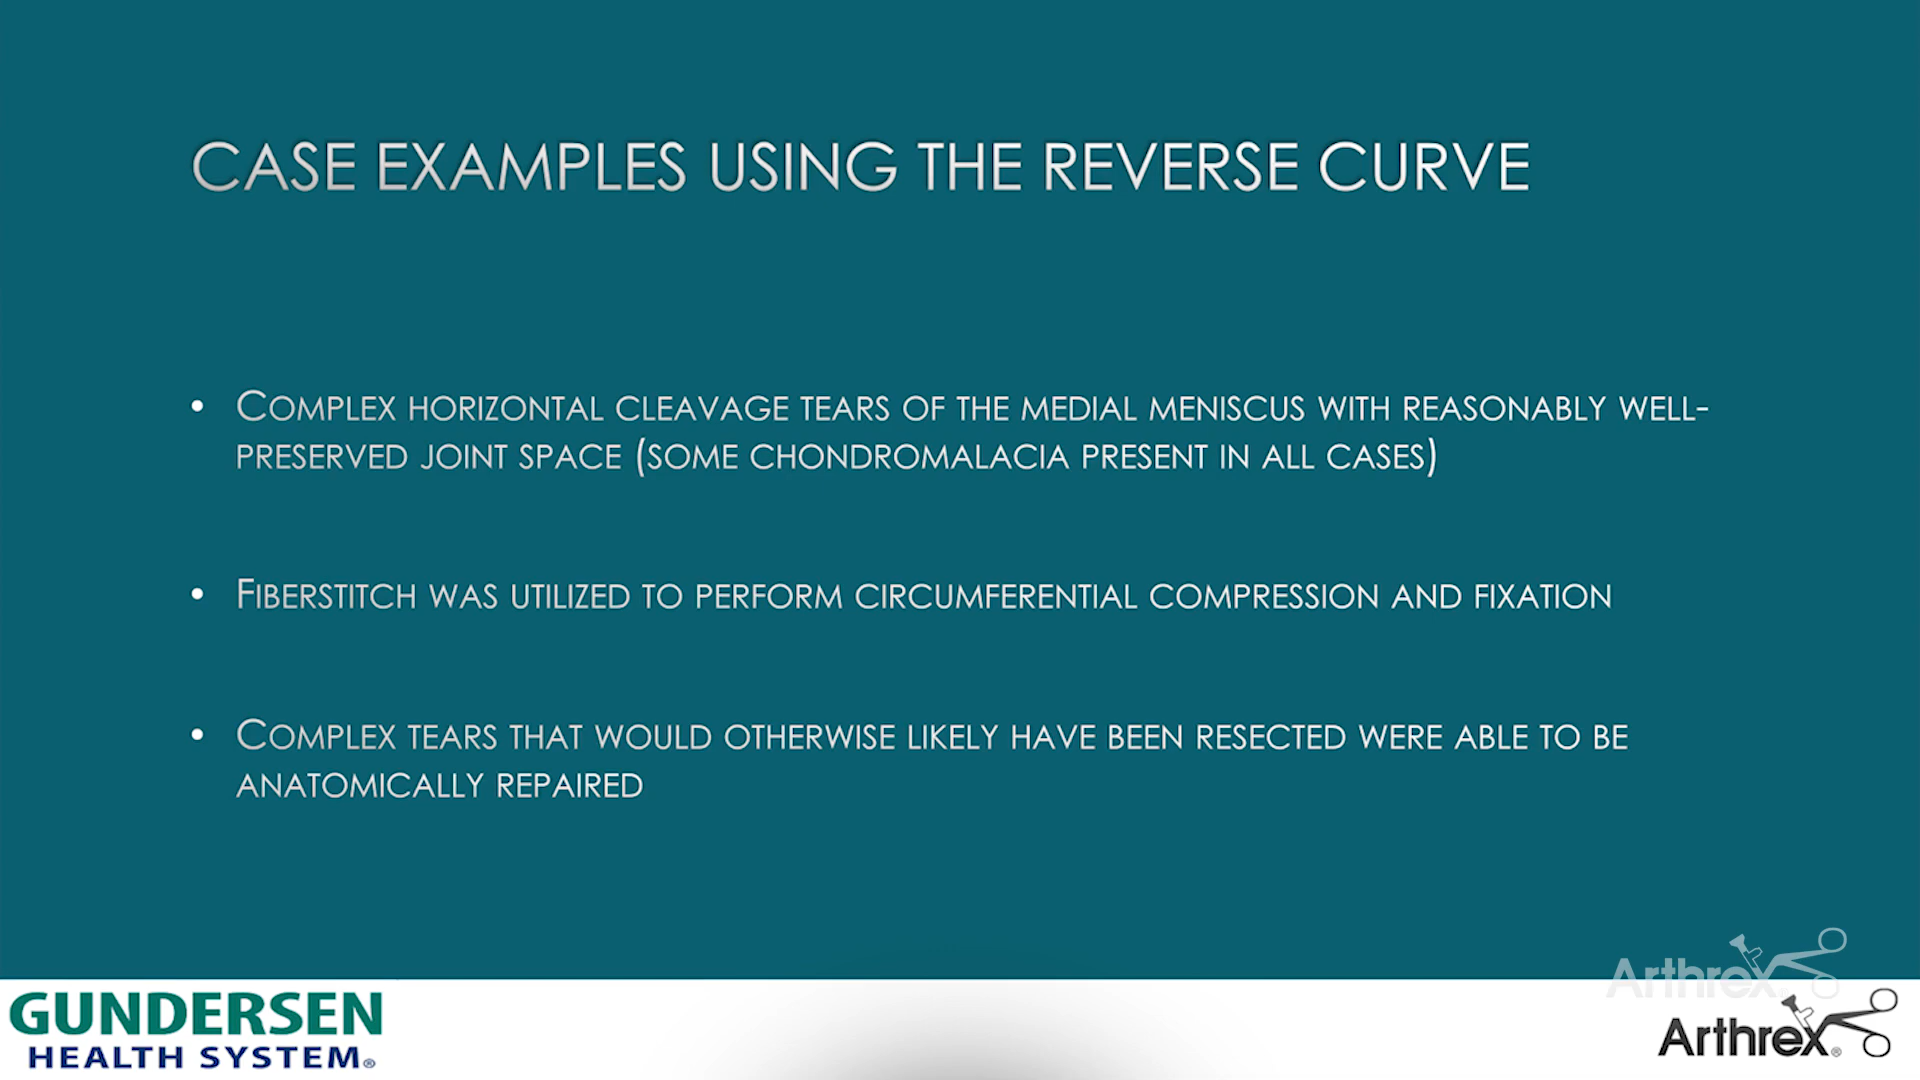 CASE EXAMPLES USING THE REVERSE CURVE
• COMPLEX HORIZONTAL CLEAVAGE TEARS OF THE MEDIAL MENISCUS WITH REASONABLY WELL-
PRESERVED JOINT SPACE (SOME CHONDROMALACIA PRESENT IN ALL CASES)
• FIBERSTITCH WAS UTILIZED TO PERFORM CIRCUMFERENTIAL COMPRESSION AND FIXATION
• COMPLEX TEARS THAT WOULD OTHERWISE LIKELY HAVE BEEN RESECTED WERE ABLE TO BE
ANATOMICALLY REPAIRED
Arthrex®
GUNDERSEN
HEALTH SYSTEM®
Arthrex®